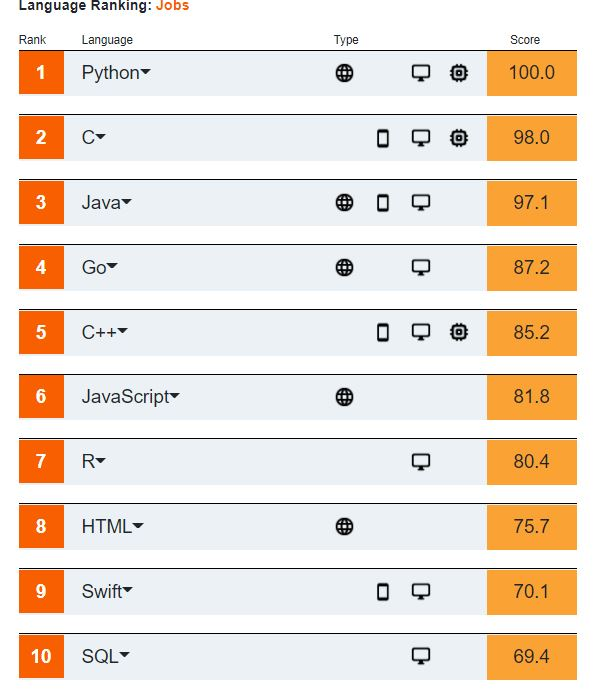 Language Ranking: Jobs
Rank Language Type Score
1 Python 100.0
2 C 98.0
3 Java 97.1
4 Go 87.2
5 C++ 85.2
6 JavaScript 81.8
7 R 80.4
8 HTML 75.7
9 Swift 70.1
10 SQL 69.4